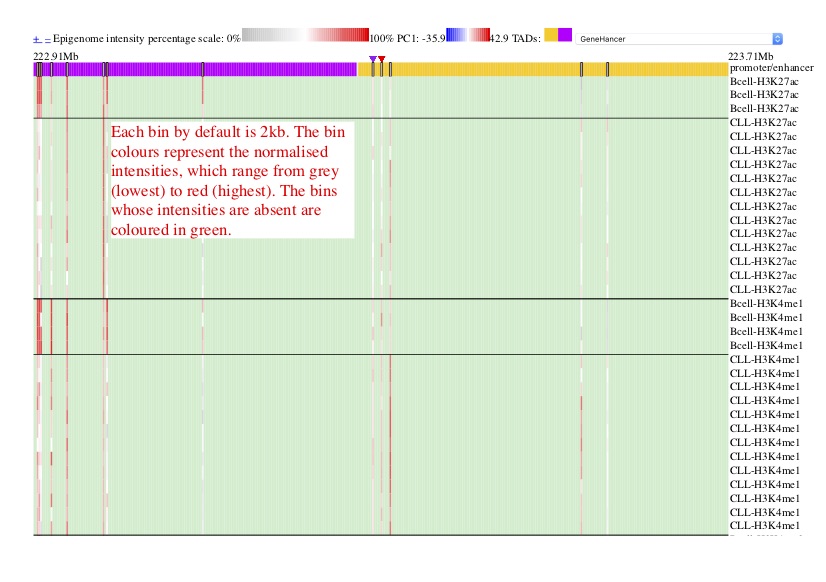 + - Epigenome intensity percentage scale: 0% 100% PC1: -35.9 42.9 TADs: GeneHancer
222.91Mb 223.71Mb
promoter/enhancer
Bcell-H3K27ac
Bcell-H3K27ac
Bcell-H3K27ac
CLL-H3K27ac
CLL-H3K27ac
CLL-H3K27ac
CLL-H3K27ac
CLL-H3K27ac
CLL-H3K27ac
CLL-H3K27ac
CLL-H3K27ac
CLL-H3K27ac
CLL-H3K27ac
CLL-H3K27ac
CLL-H3K27ac
CLL-H3K27ac
Each bin by default is 2kb. The bin
colours represent the normalised
intensities, which range from grey
(lowest) to red (highest). The bins
whose intensities are absent are
coloured in green.
Bcell-H3K4me1
Bcell-H3K4me1
Bcell-H3K4me1
Bcell-H3K4me1
CLL-H3K4me1
CLL-H3K4me1
CLL-H3K4me1
CLL-H3K4me1
CLL-H3K4me1
CLL-H3K4me1
CLL-H3K4me1
CLL-H3K4me1
CLL-H3K4me1
CLL-H3K4me1
CLL-H3K4me1
CLL-H3K4me1
CLL-H3K4me1